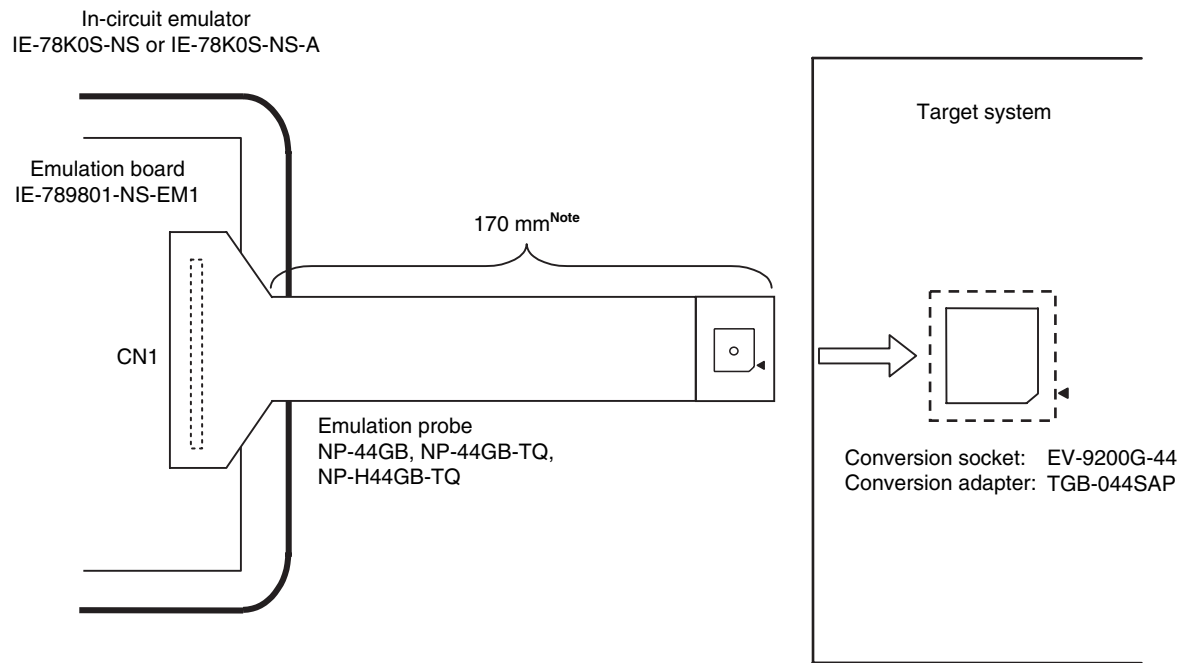 In-circuit emulator
IE-78K0S-NS or IE-78K0S-NS-A
Target system
Emulation board
IE-789801-NS-EM1
170 mmNote
CN1
Emulation probe
NP-44GB, NP-44GB-TQ,
NP-H44GB-TQ
Conversion socket: EV-9200G-44
Conversion adapter: TGB-044SAP